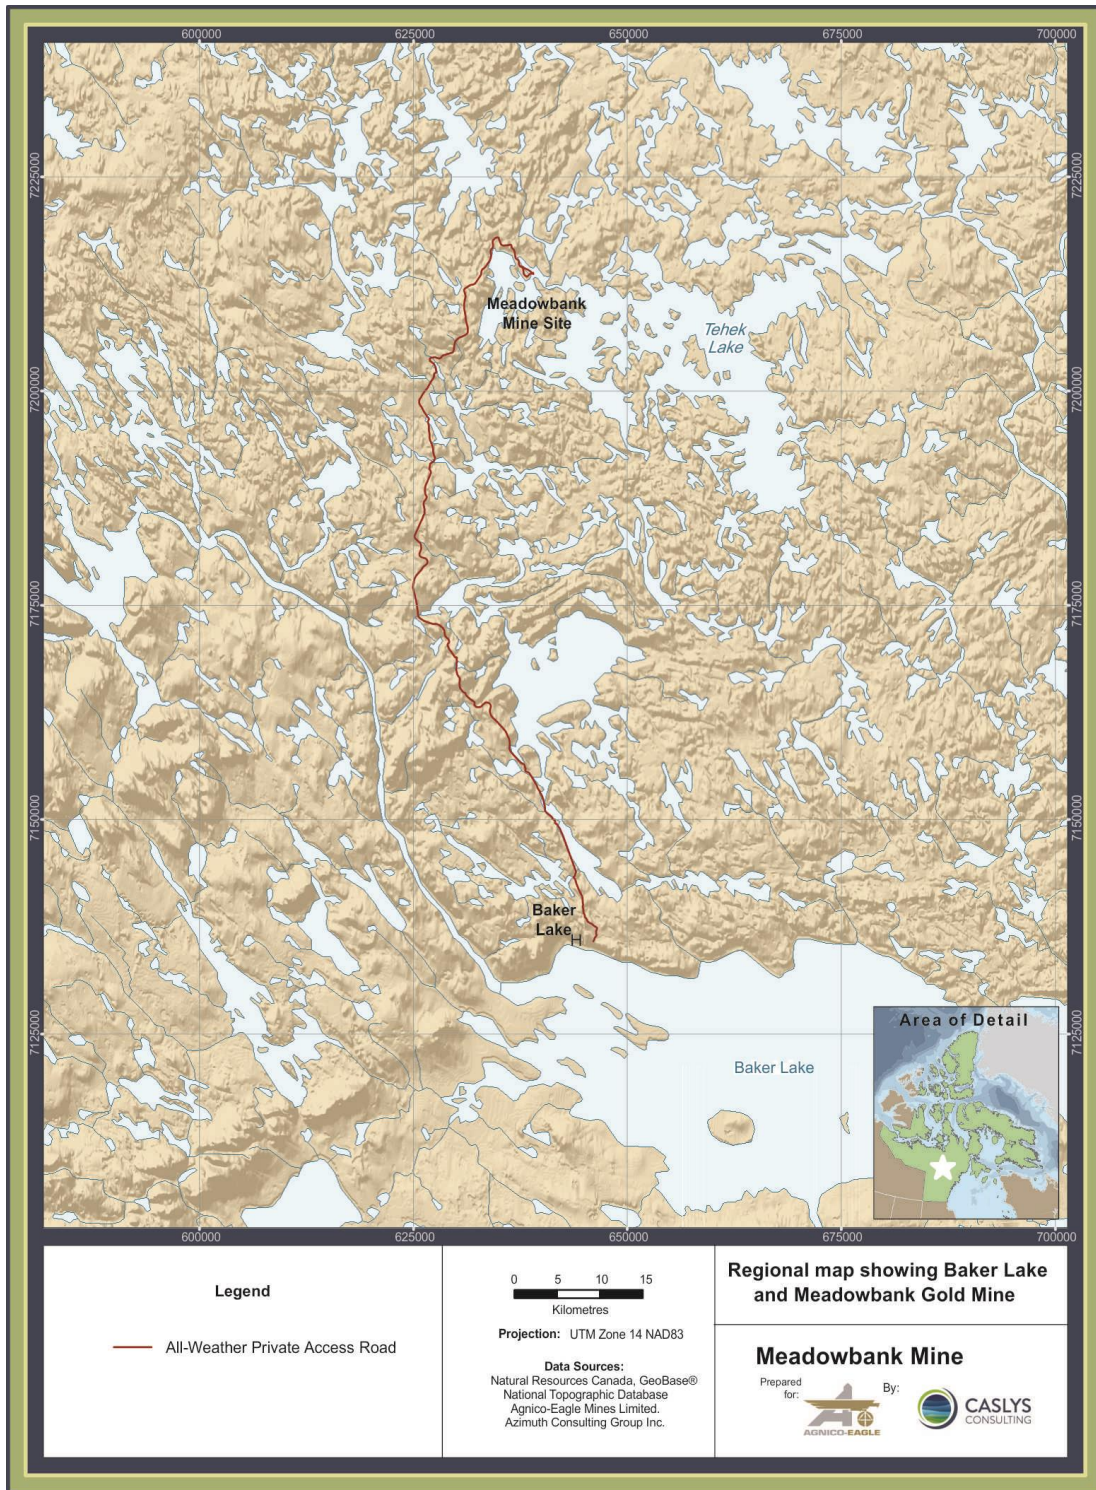 600000 625000 650000 675000 700000
7225000
7225000
Meadowbank
Mine Site
Tehek
Lake
7200000
7200000
7175000
7175000
7150000
7150000
Baker
Lake
H
7125000
7125000
Baker Lake
Area of Detail
600000 625000 650000 675000 700000
Legend
All-Weather Private Access Road
0 5 10 15
Kilometres
Projection: UTM Zone 14 NAD83
Data Sources:
Natural Resources Canada, GeoBase®
National Topographic Database
Agnico-Eagle Mines Limited.
Azimuth Consulting Group Inc.
Regional map showing Baker Lake
and Meadowbank Gold Mine
Meadowbank Mine
Prepared
for:
AGNICO-EAGLE
By:
CASLYS
CONSULTING